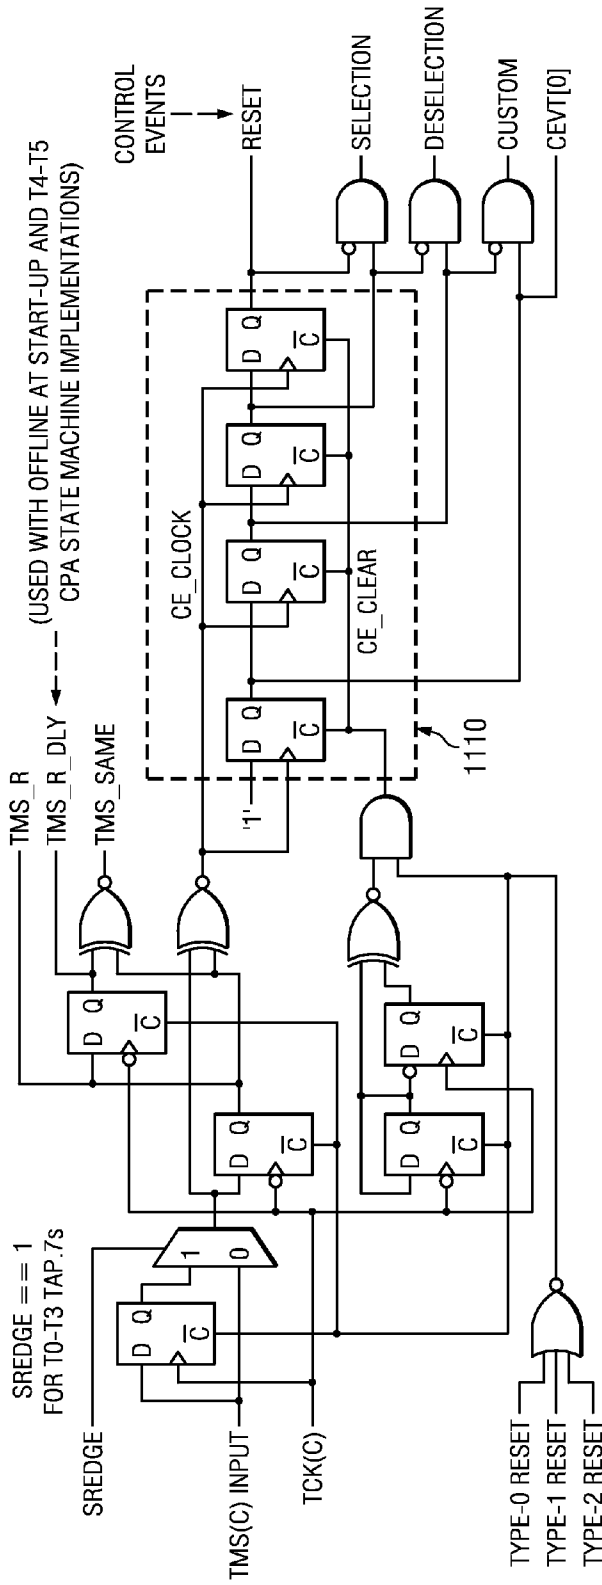 SREDGE == 1
FOR T0-T3 TAP.7s
SREDGE
TMS(C) INPUT
TCK(C)
TYPE-0 RESET
TYPE-1 RESET
TYPE-2 RESET
D Q
C
1
0
D Q
C
D Q
C
D Q
C
D Q
C
TMS_R
TMS_R_DLY
(USED WITH OFFLINE AT START-UP AND T4-T5
CPA STATE MACHINE IMPLEMENTATIONS)
TMS_SAME
'1'
CE_CLOCK
D Q
C
D Q
C
D Q
C
D Q
C
CE_CLEAR
1110
CONTROL
EVENTS
RESET
SELECTION
DESELECTION
CUSTOM
CEVT[0]